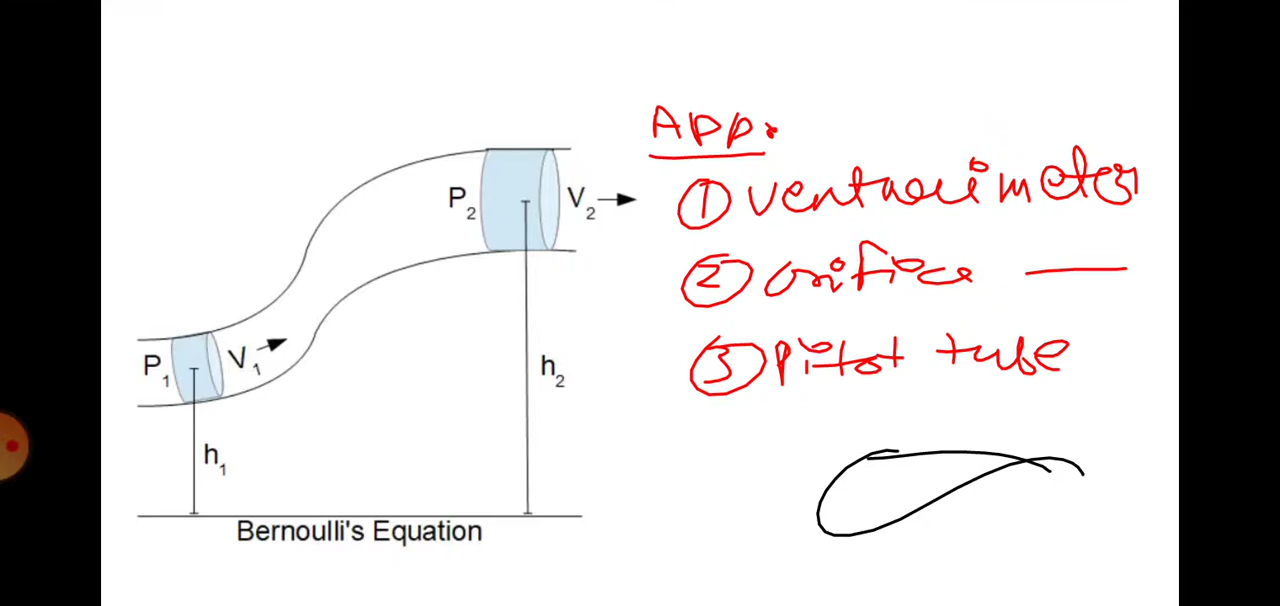 App:
① venturimeter
P₂ V₂
② orifice —
P₁ V₁
③ pitot tube
h₂
h₁
Bernoulli's Equation